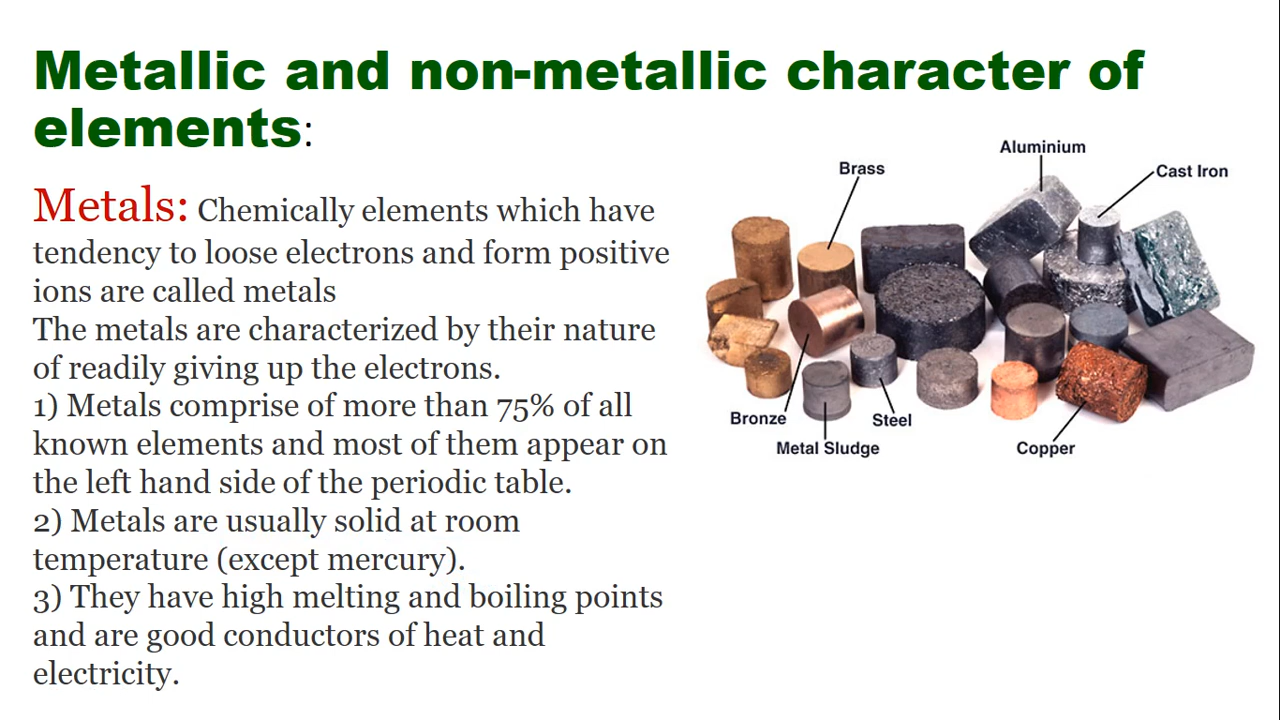 Metallic and non-metallic character of
elements:
Metals: Chemically elements which have
tendency to loose electrons and form positive
ions are called metals
The metals are characterized by their nature
of readily giving up the electrons.
1) Metals comprise of more than 75% of all
known elements and most of them appear on
the left hand side of the periodic table.
2) Metals are usually solid at room
temperature (except mercury).
3) They have high melting and boiling points
and are good conductors of heat and
electricity.
Aluminium
Brass
Cast Iron
Bronze
Steel
Metal Sludge
Copper